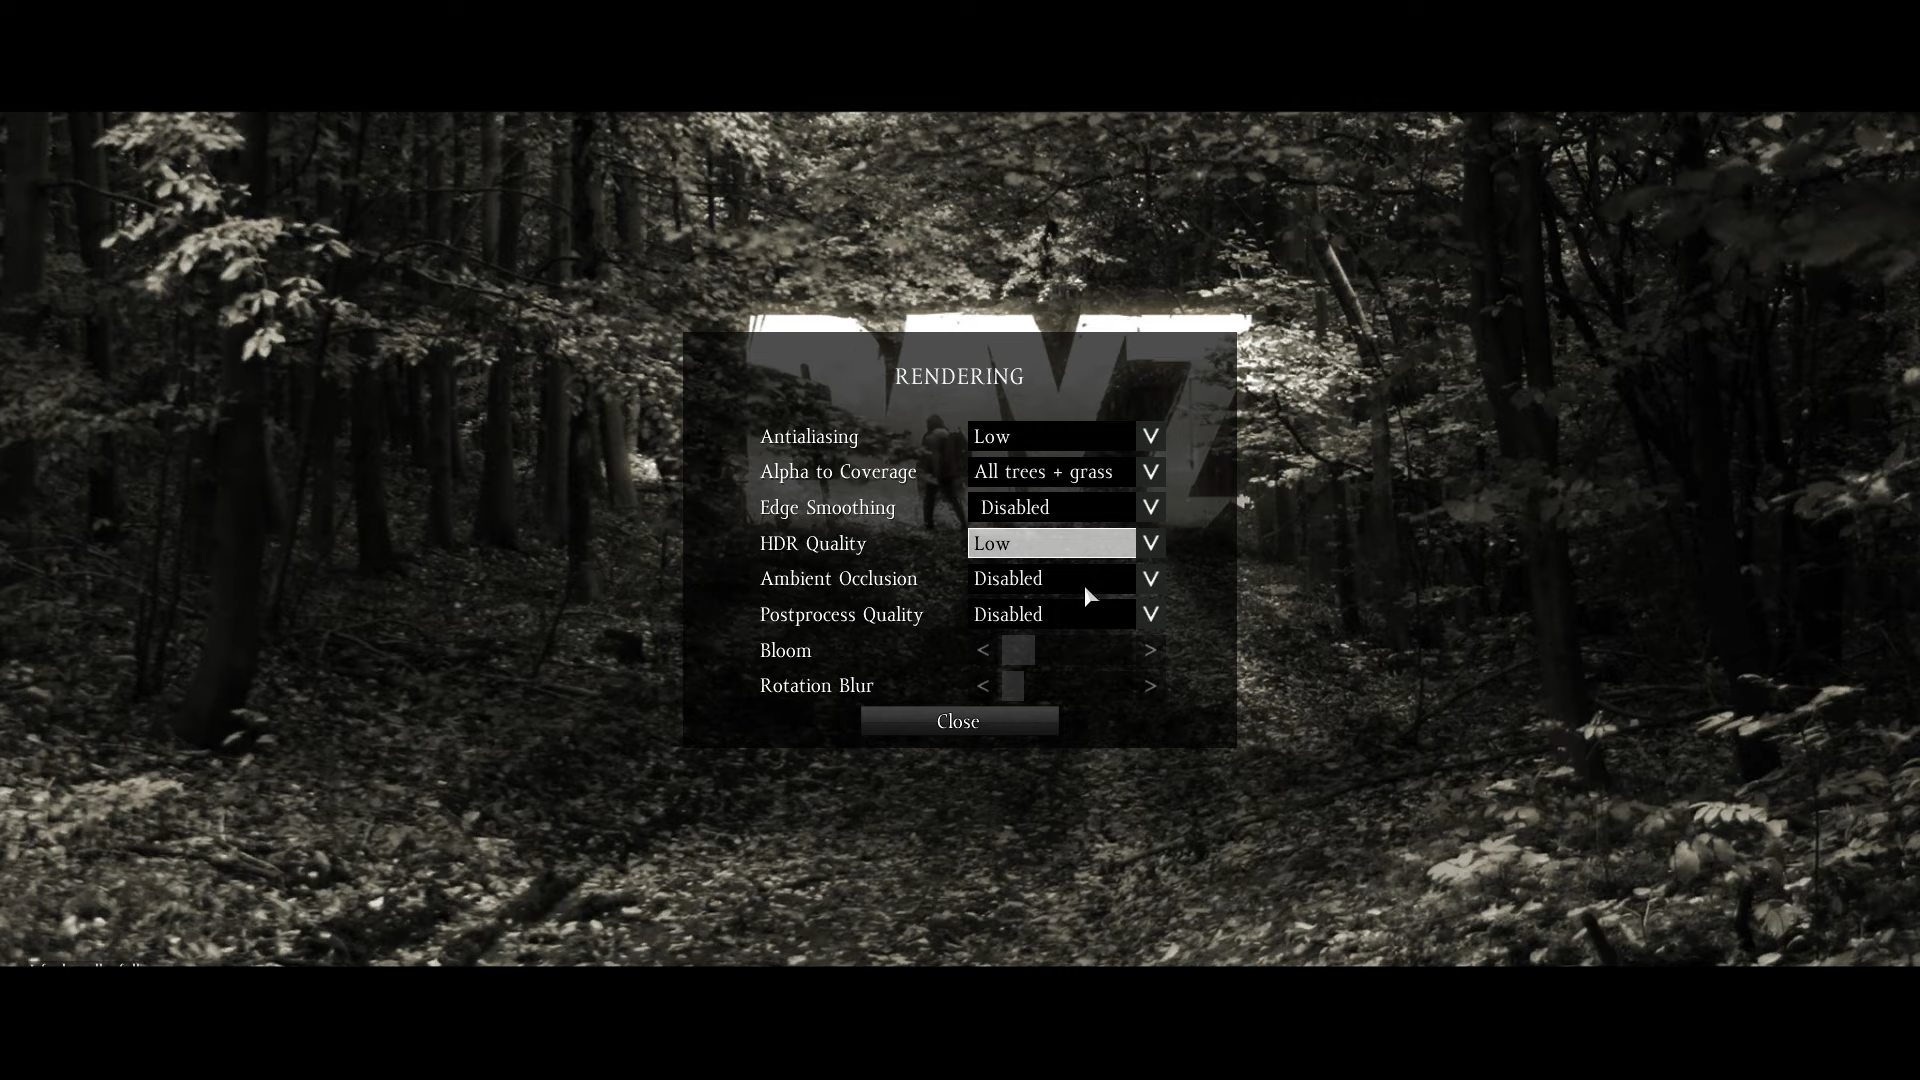 DAYZ
RENDERING
Antialiasing Low V
Alpha to Coverage All trees + grass V
Edge Smoothing Disabled V
HDR Quality Low V
Ambient Occlusion Disabled V
Postprocess Quality Disabled V
Bloom < >
Rotation Blur < >
Close